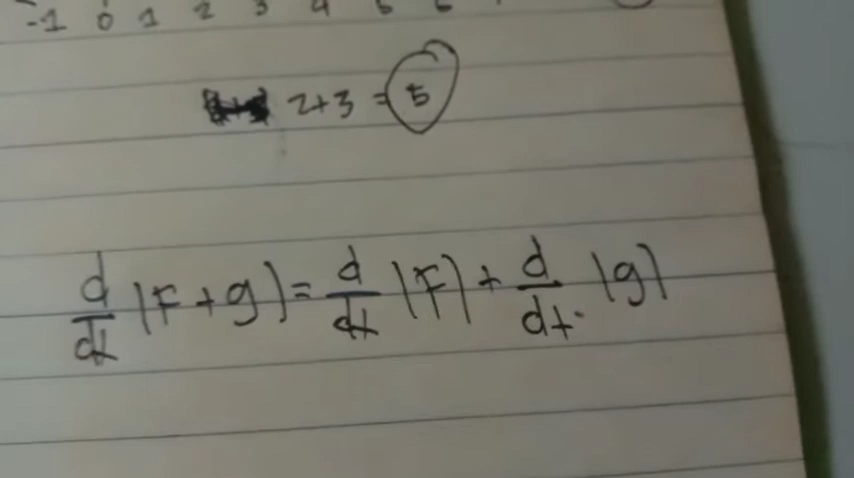 -1 0 1 2 3 4 5 6
2+3 = 5
d/dt (F+g) = d/dt (F) + d/dt (g)